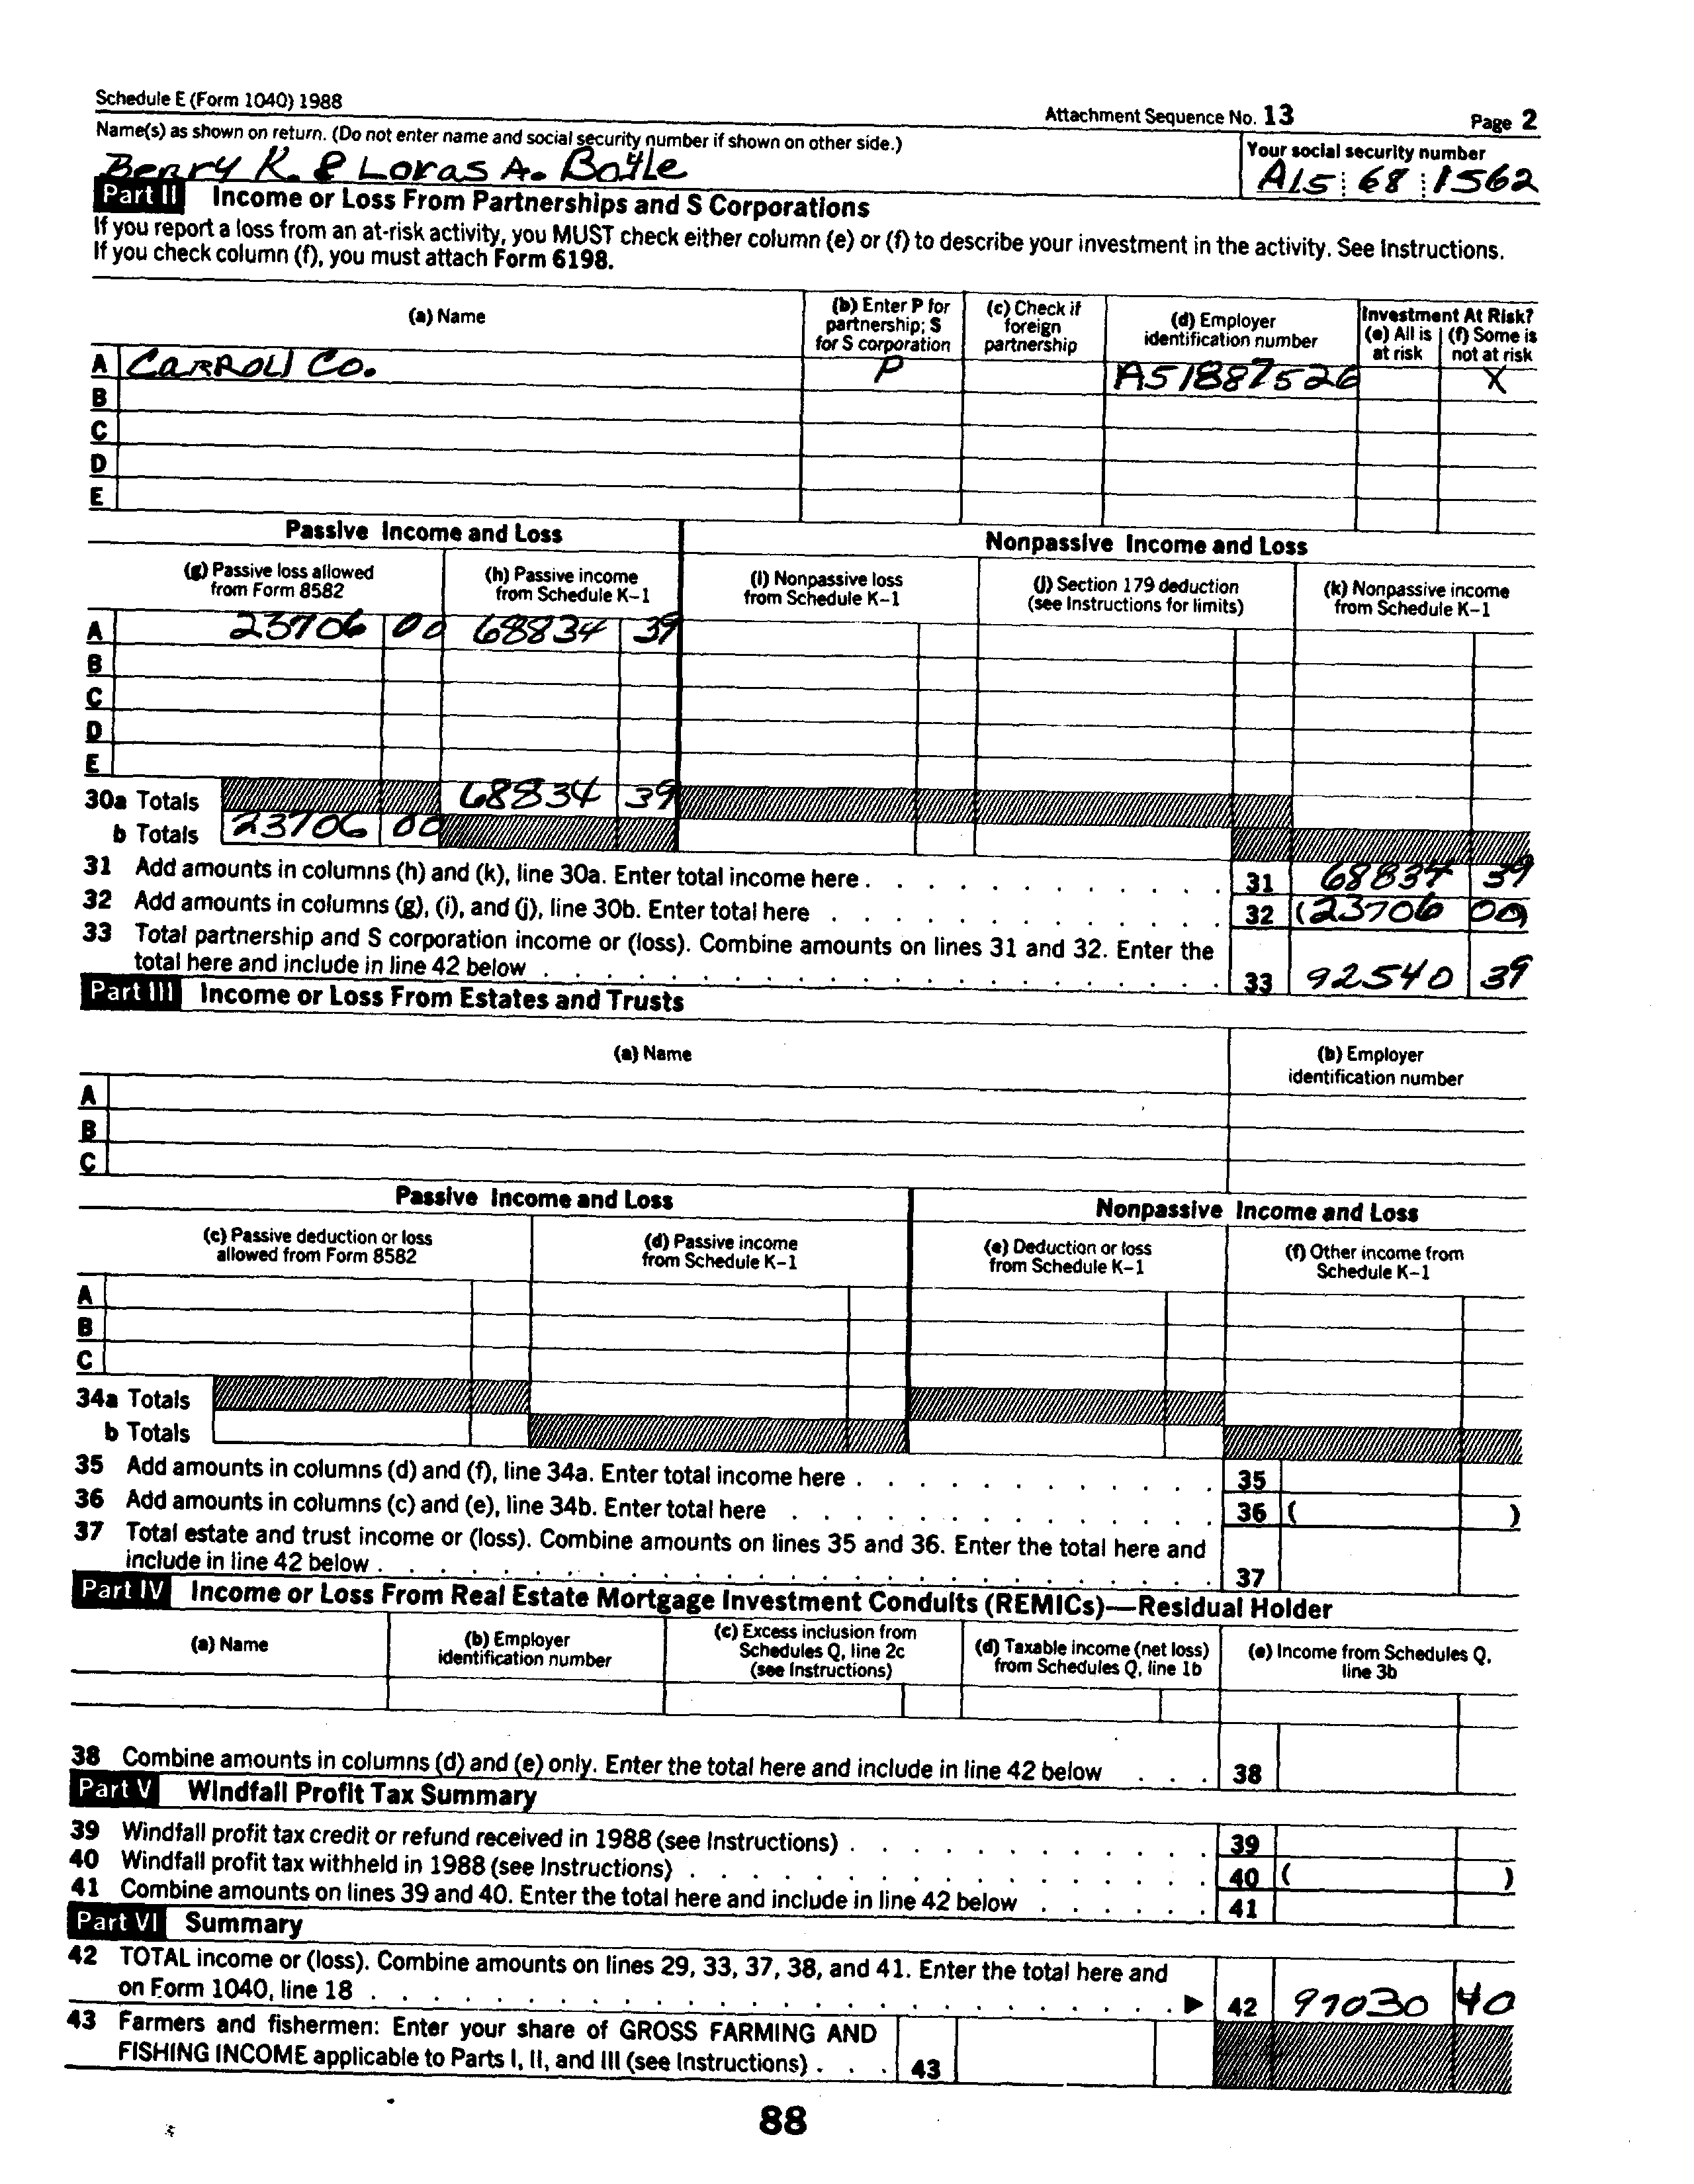 Schedule E (Form 1040) 1988
Attachment Sequence No. 13
Page 2
Name(s) as shown on return. (Do not enter name and social security number if shown on other side.)
Your social security number
Berry K. & Loras A. Boyle
A15 68 1562
Part II Income or Loss From Partnerships and S Corporations
If you report a loss from an at-risk activity, you MUST check either column (e) or (f) to describe your investment in the activity. See Instructions.
If you check column (f), you must attach Form 6198.
(a) Name
(b) Enter P for partnership; S for S corporation
(c) Check if foreign partnership
(d) Employer identification number
Investment At Risk?
(e) All is at risk
(f) Some is not at risk
A CARROLL CO. P A51887526 X
B
C
D
E
Passive Income and Loss
Nonpassive Income and Loss
(g) Passive loss allowed from Form 8582
(h) Passive income from Schedule K–1
(i) Nonpassive loss from Schedule K–1
(j) Section 179 deduction (see Instructions for limits)
(k) Nonpassive income from Schedule K–1
A 23706 00 68834 39
B
C
D
E
30a Totals 68834 39
b Totals 23706 00
31 Add amounts in columns (h) and (k), line 30a. Enter total income here . 31 68834 39
32 Add amounts in columns (g), (i), and (j), line 30b. Enter total here . 32 (23706 00)
33 Total partnership and S corporation income or (loss). Combine amounts on lines 31 and 32. Enter the
total here and include in line 42 below . 33 92540 39
Part III Income or Loss From Estates and Trusts
(a) Name
(b) Employer identification number
A
B
C
Passive Income and Loss
Nonpassive Income and Loss
(c) Passive deduction or loss allowed from Form 8582
(d) Passive income from Schedule K–1
(e) Deduction or loss from Schedule K–1
(f) Other income from Schedule K–1
A
B
C
34a Totals
b Totals
35 Add amounts in columns (d) and (f), line 34a. Enter total income here . 35
36 Add amounts in columns (c) and (e), line 34b. Enter total here . 36 ( )
37 Total estate and trust income or (loss). Combine amounts on lines 35 and 36. Enter the total here and
include in line 42 below . 37
Part IV Income or Loss From Real Estate Mortgage Investment Conduits (REMICs)—Residual Holder
(a) Name
(b) Employer identification number
(c) Excess inclusion from Schedules Q, line 2c (see Instructions)
(d) Taxable income (net loss) from Schedules Q, line 1b
(e) Income from Schedules Q, line 3b
38 Combine amounts in columns (d) and (e) only. Enter the total here and include in line 42 below . . . 38
Part V Windfall Profit Tax Summary
39 Windfall profit tax credit or refund received in 1988 (see Instructions) . 39
40 Windfall profit tax withheld in 1988 (see Instructions) . 40 ( )
41 Combine amounts on lines 39 and 40. Enter the total here and include in line 42 below . 41
Part VI Summary
42 TOTAL income or (loss). Combine amounts on lines 29, 33, 37, 38, and 41. Enter the total here and
on Form 1040, line 18 . ▶ 42 97030 40
43 Farmers and fishermen: Enter your share of GROSS FARMING AND
FISHING INCOME applicable to Parts I, II, and III (see Instructions) . . . 43
88